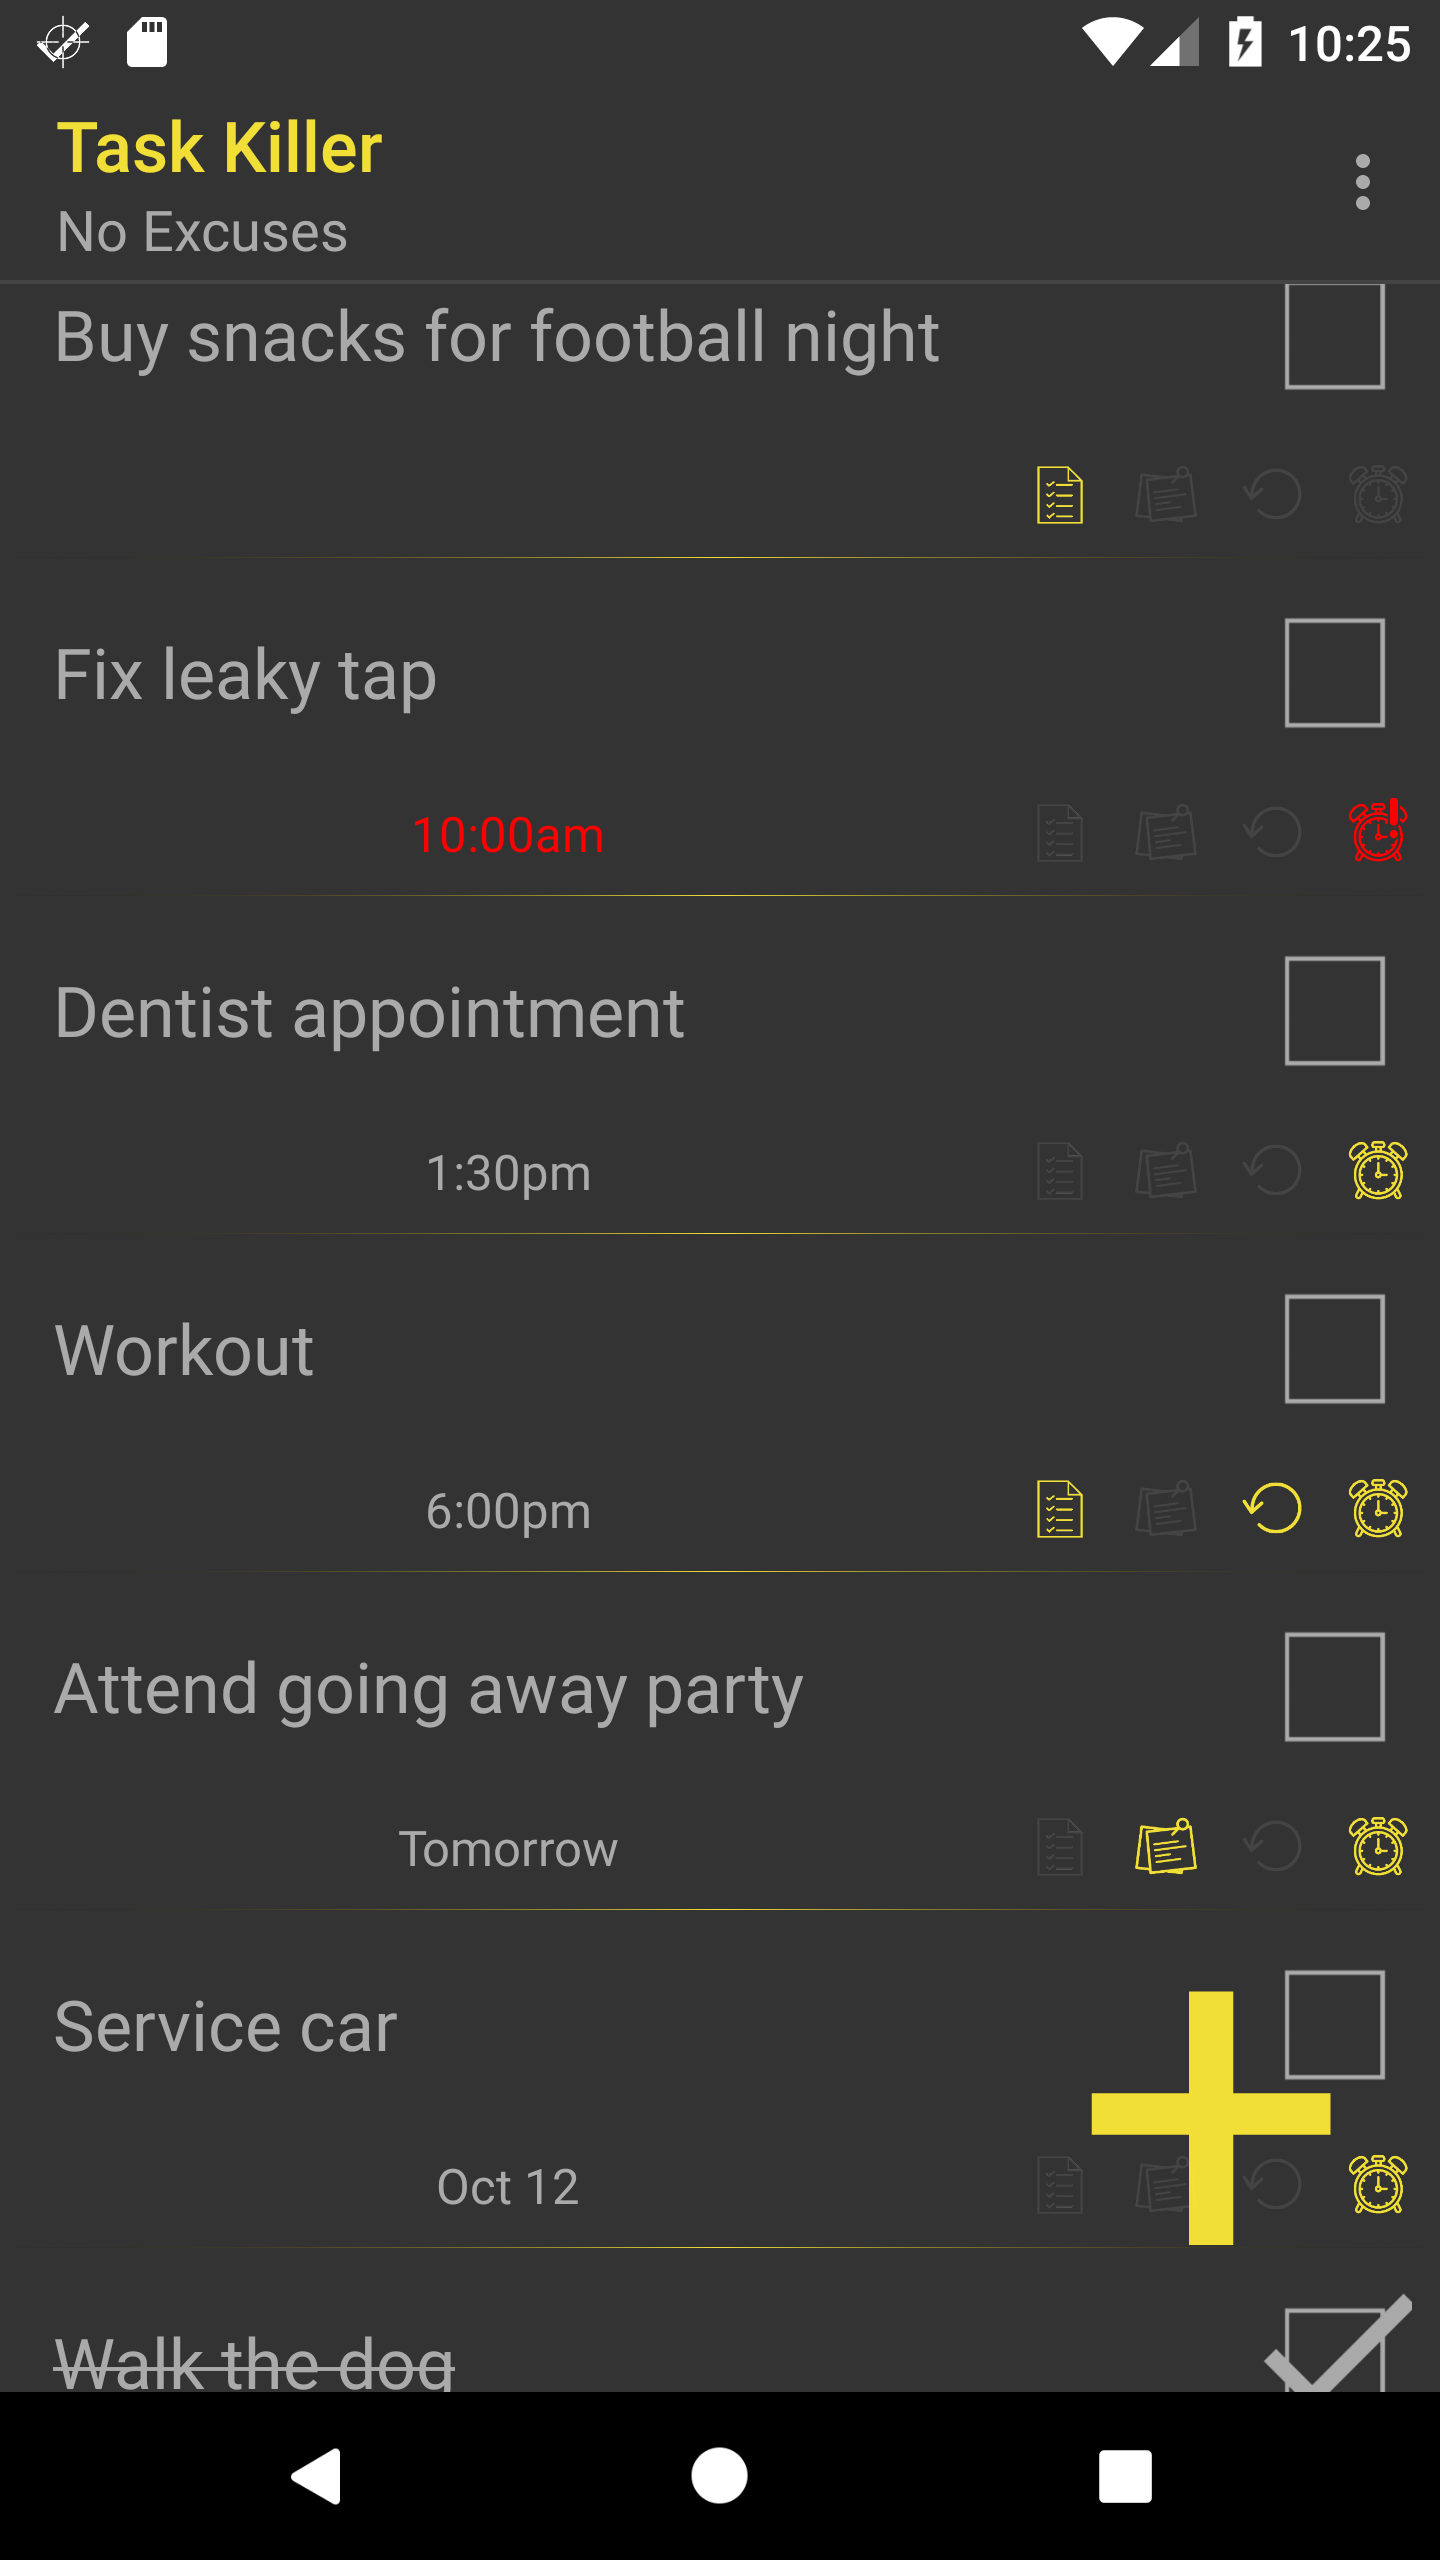 10:25
Task Killer
No Excuses
Buy snacks for football night
Fix leaky tap
10:00am
Dentist appointment
1:30pm
Workout
6:00pm
Attend going away party
Tomorrow
Service car
Oct 12
Walk the dog